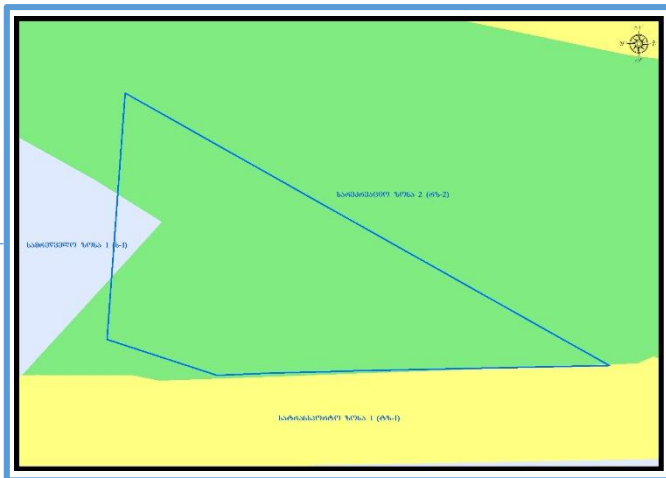 სარეკრეაციო ზონა 2 (რზ-2)
სამრეწველო ზონა 1 (ს-1)
სატრანსპორტო ზონა 1 (ტზ-1)